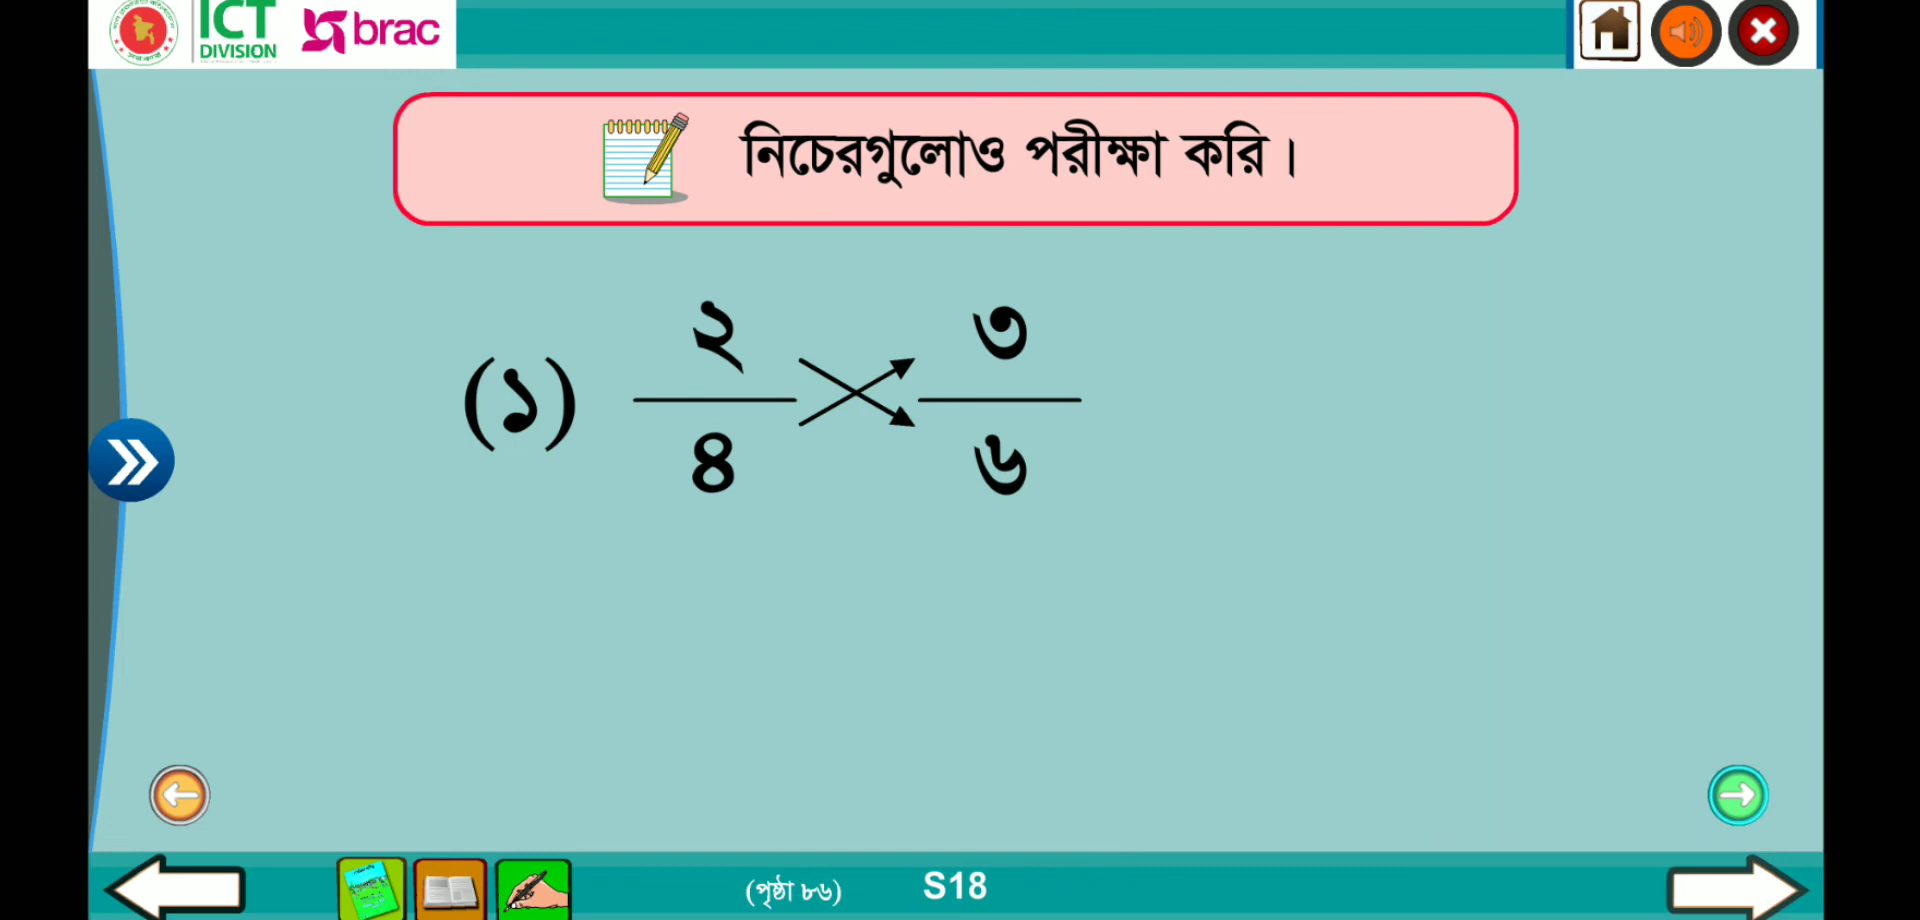 ICT
DIVISION
brac
নিচেরগুলোও পরীক্ষা করি।
(১) ২/৪ ৩/৬
(পৃষ্ঠা ৮৬)
S18